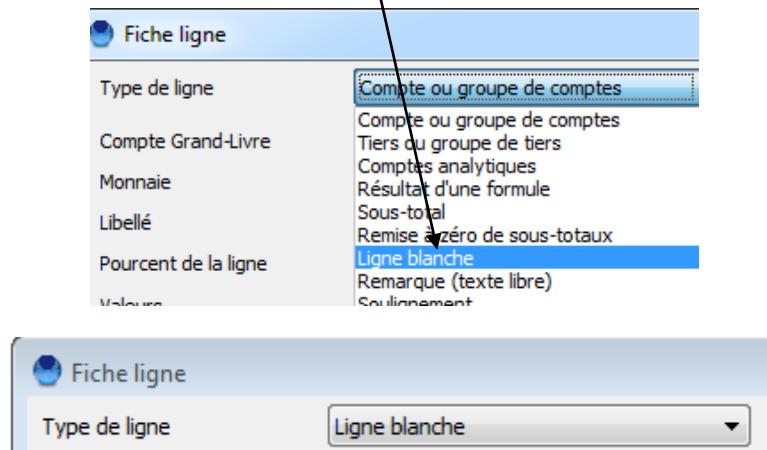 Fiche ligne
Type de ligne
Compte ou groupe de comptes
Compte ou groupe de comptes
Compte Grand-Livre
Tiers ou groupe de tiers
Comptes analytiques
Monnaie
Résultat d'une formule
Libellé
Sous-total
Remise à zéro de sous-totaux
Pourcent de la ligne
Ligne blanche
Remarque (texte libre)
Valeurs
Soulignement
Fiche ligne
Type de ligne
Ligne blanche